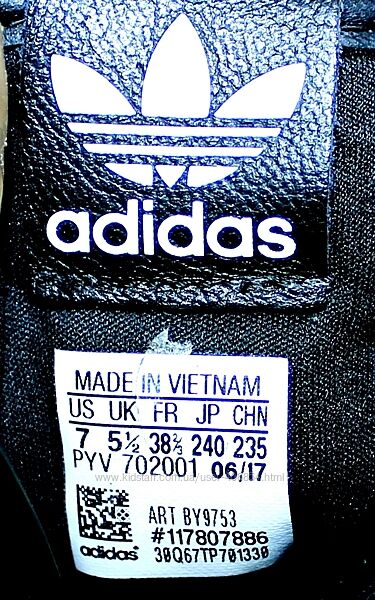 adidas
MADE IN VIETNAM
US UK FR JP CHN
7 5½ 38⅔ 240 235
PYV 702001 06/17
ART BY9753
#117807886
adidas 30Q67TP701330